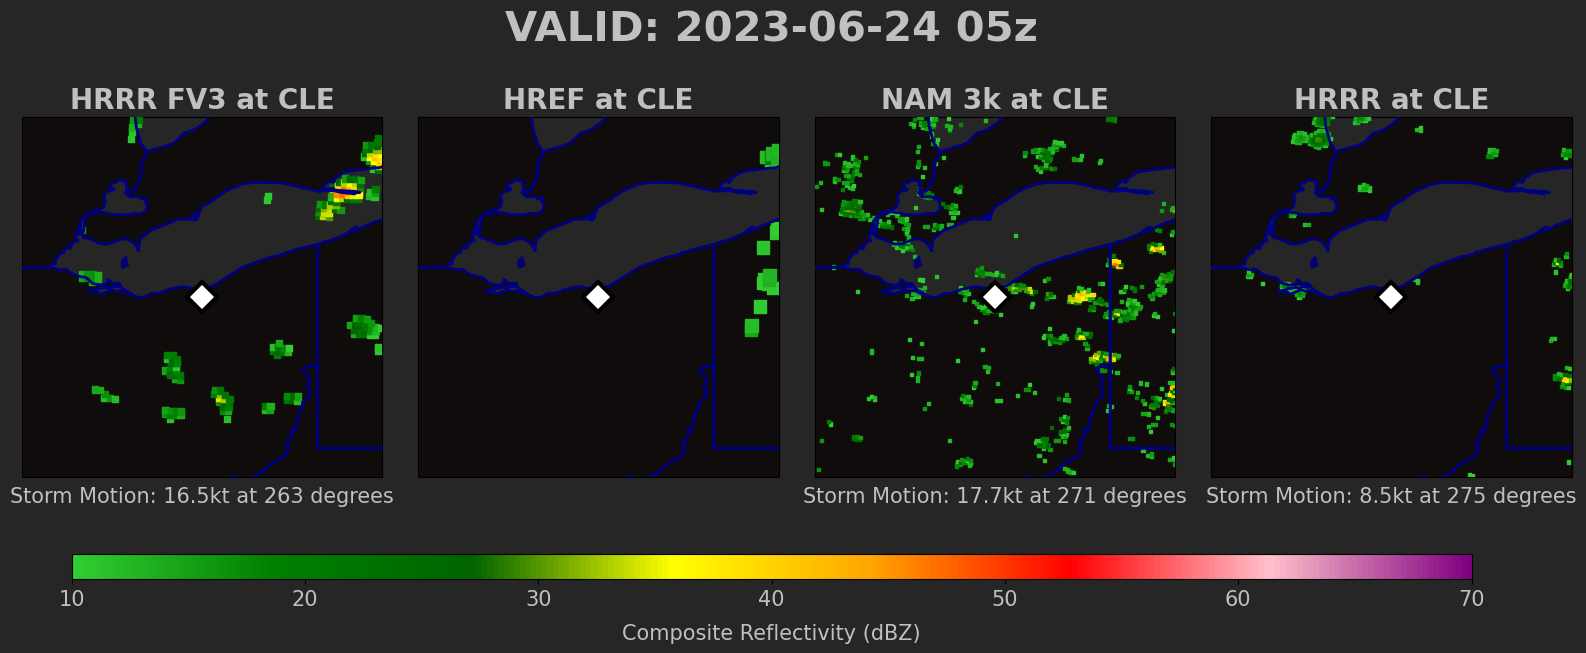 VALID: 2023-06-24 05z
HRRR FV3 at CLE
HREF at CLE
NAM 3k at CLE
HRRR at CLE
Storm Motion: 16.5kt at 263 degrees
Storm Motion: 17.7kt at 271 degrees
Storm Motion: 8.5kt at 275 degrees
10 20 30 40 50 60 70
Composite Reflectivity (dBZ)